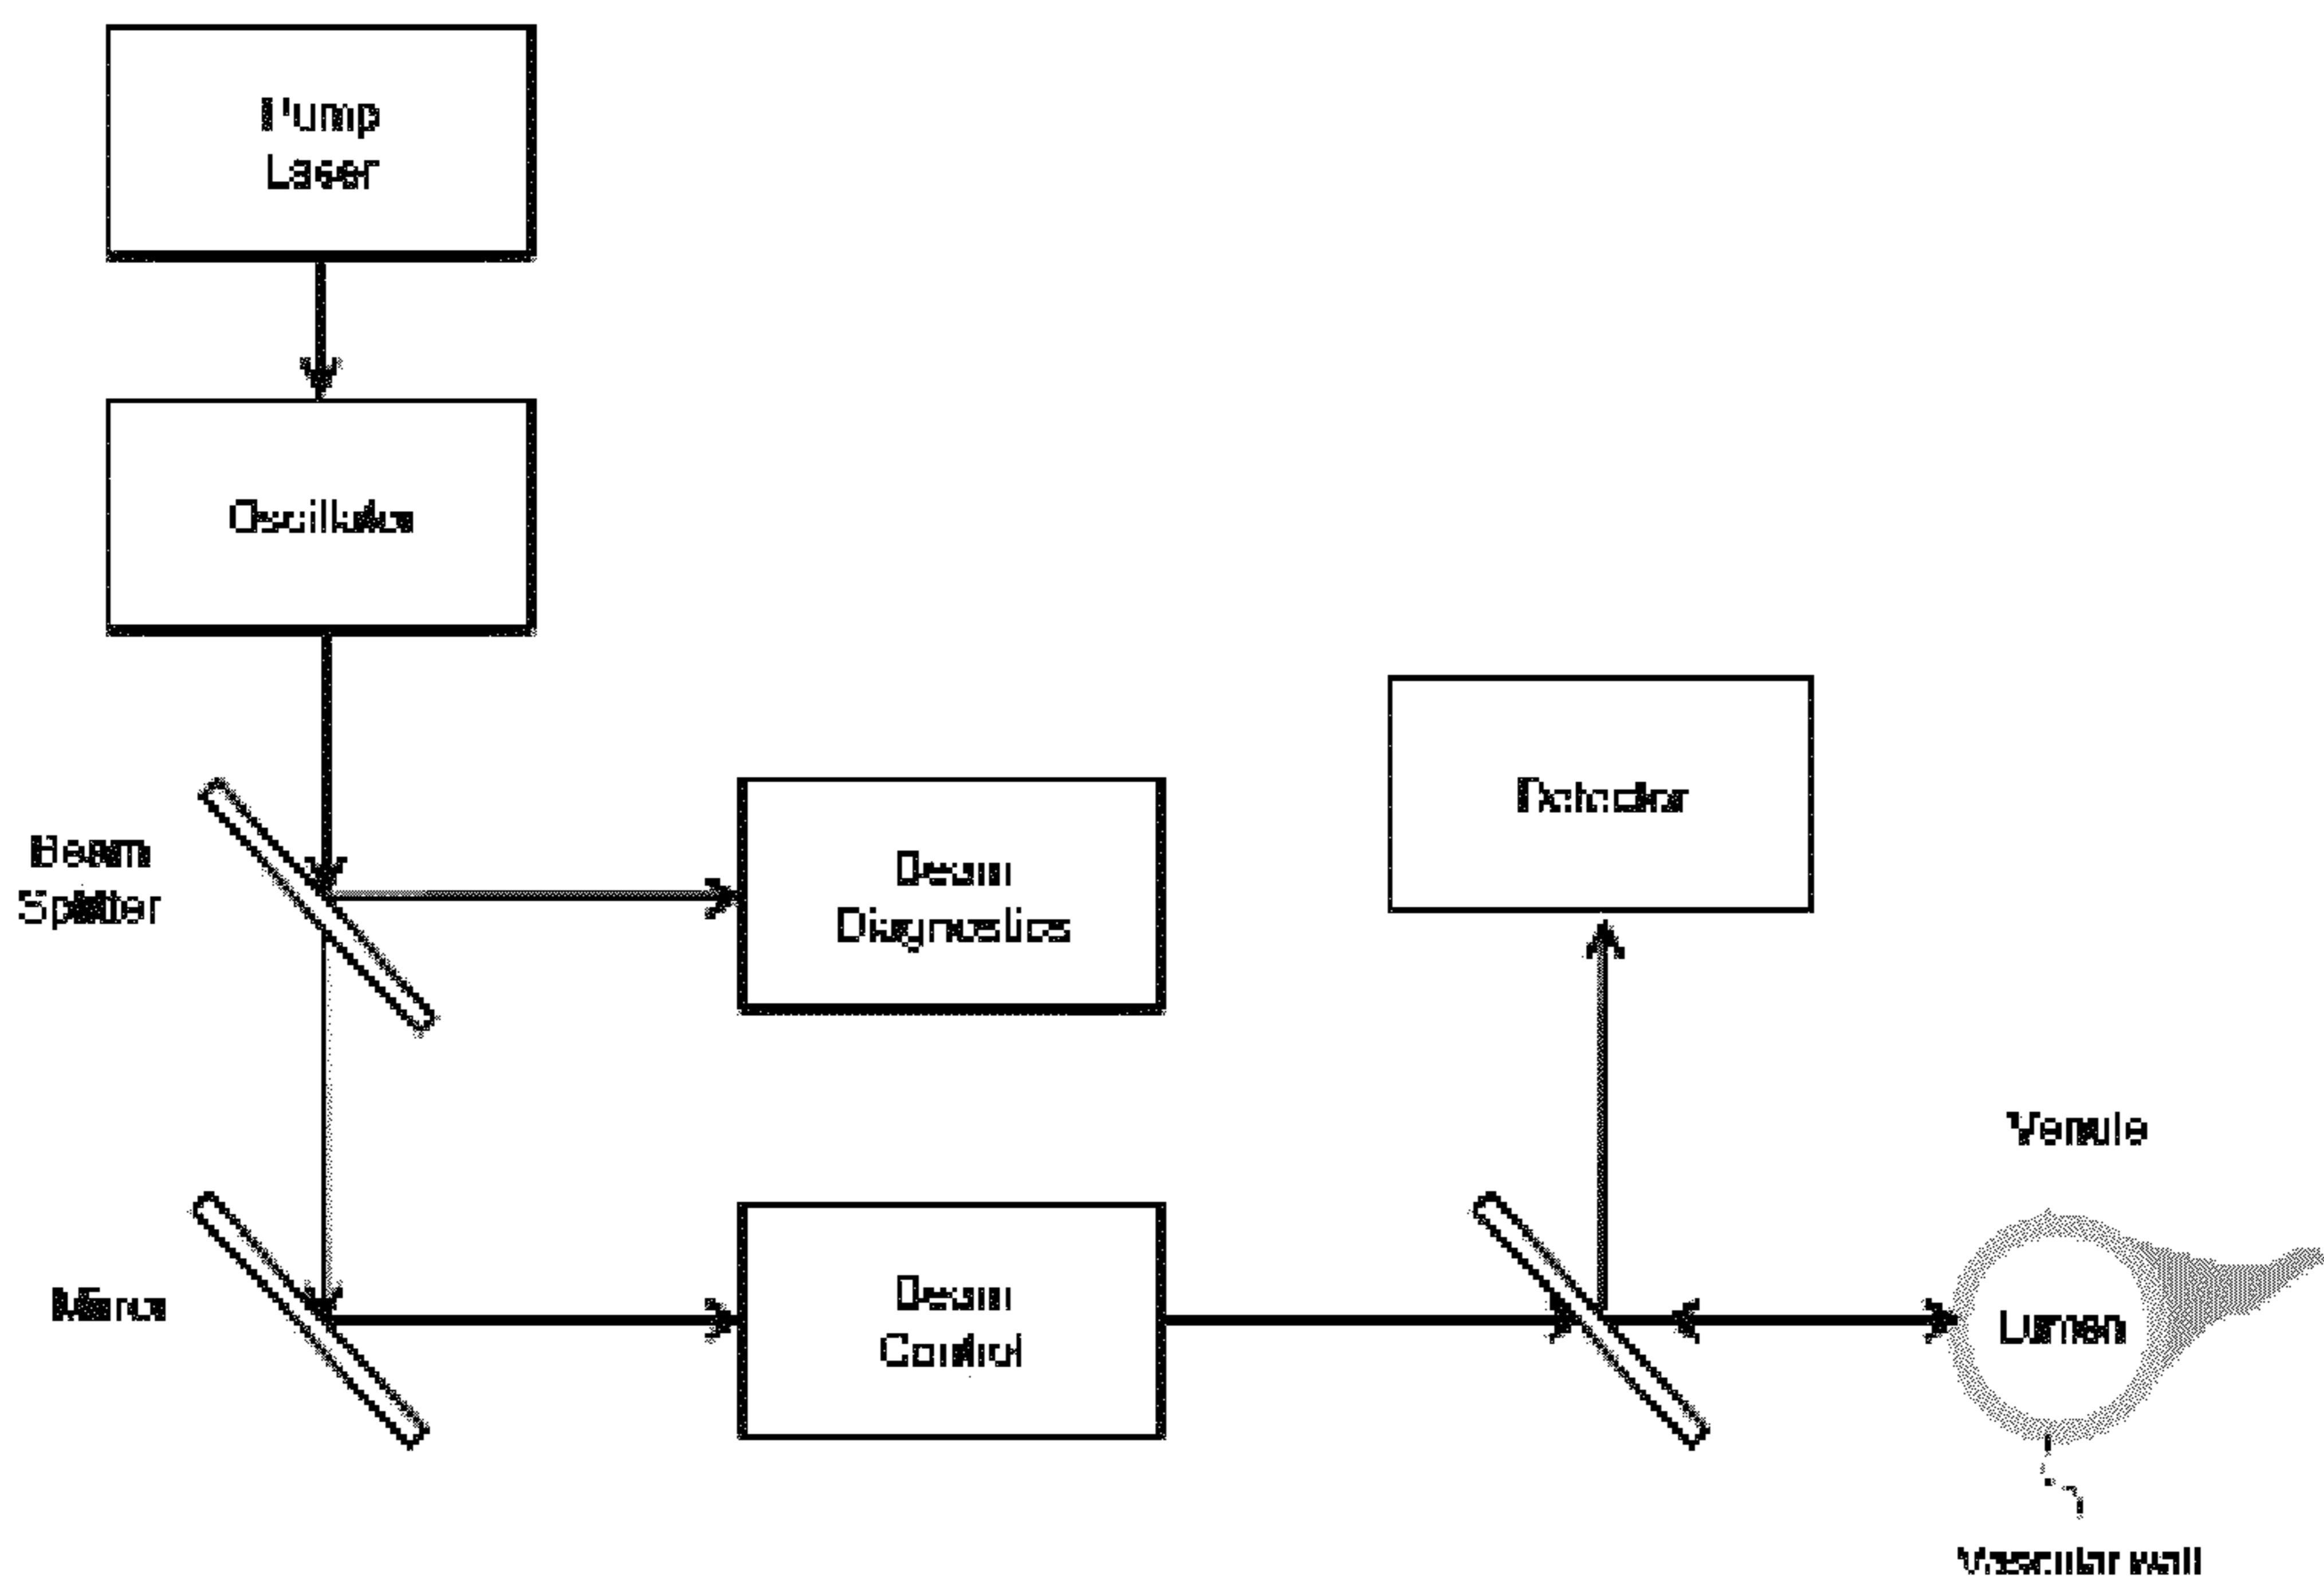 Pump
Laser
Oscillator
Beam
Splitter
Beam
Diagnostics
Detector
Mirror
Beam
Control
Venule
Lumen
Vascular wall